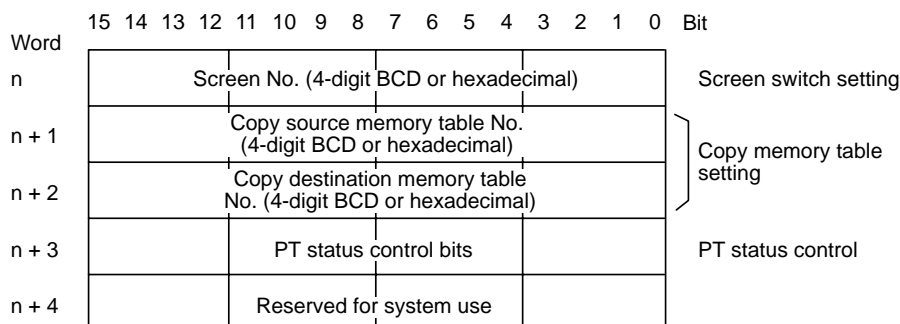 15 14 13 12 11 10 9 8 7 6 5 4 3 2 1 0 Bit
Word
n Screen No. (4-digit BCD or hexadecimal) Screen switch setting
n + 1 Copy source memory table No.
(4-digit BCD or hexadecimal)
Copy memory table
setting
n + 2 Copy destination memory table
No. (4-digit BCD or hexadecimal)
n + 3 PT status control bits PT status control
n + 4 Reserved for system use